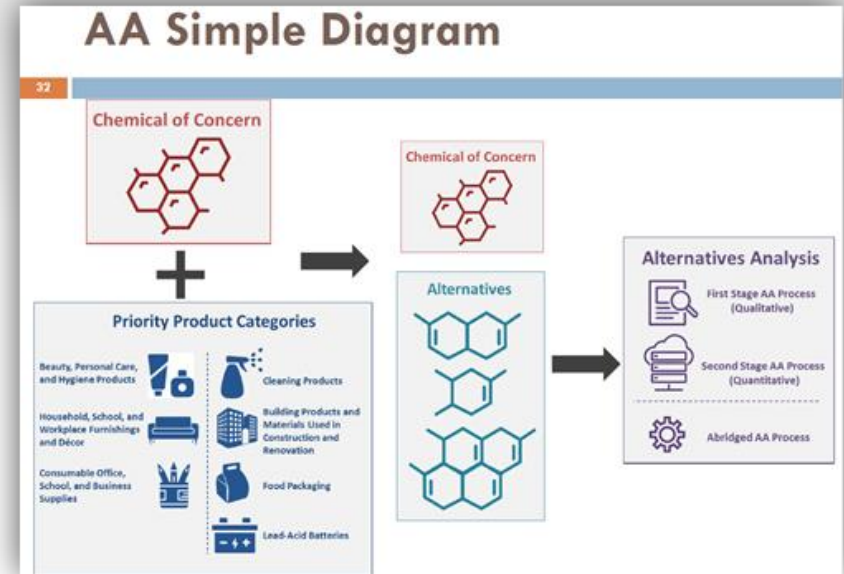 AA Simple Diagram
32
Chemical of Concern
Priority Product Categories
Beauty, Personal Care,
and Hygiene Products
Household, School, and
Workplace Furnishings
and Décor
Consumable Office,
School, and Business
Supplies
Cleaning Products
Building Products and
Materials Used in
Construction and
Renovation
Food Packaging
Lead-Acid Batteries
Chemical of Concern
Alternatives
Alternatives Analysis
First Stage AA Process
(Qualitative)
Second Stage AA Process
(Quantitative)
Abridged AA Process